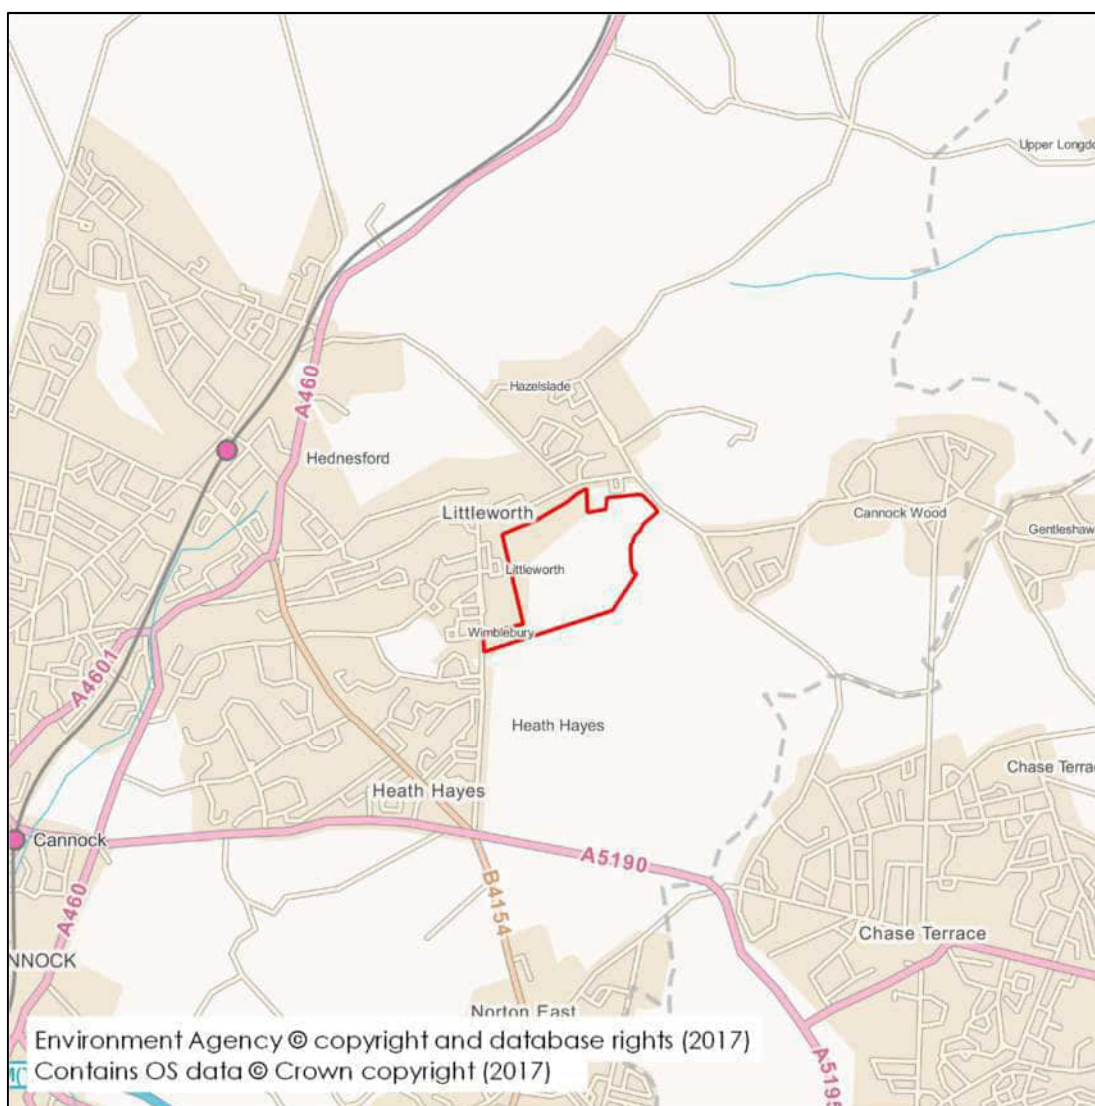 Upper Longdo
Hazelslade
A460
Hednesford
Littleworth
Cannock Wood
Gentleshaw
Littleworth
Wimblebury
A4601
Heath Hayes
Chase Terra
Heath Hayes
Cannock
A5190
A460
B4154
Chase Terrace
NNOCK
Norton East
Environment Agency © copyright and database rights (2017)
Contains OS data © Crown copyright (2017)
A5195